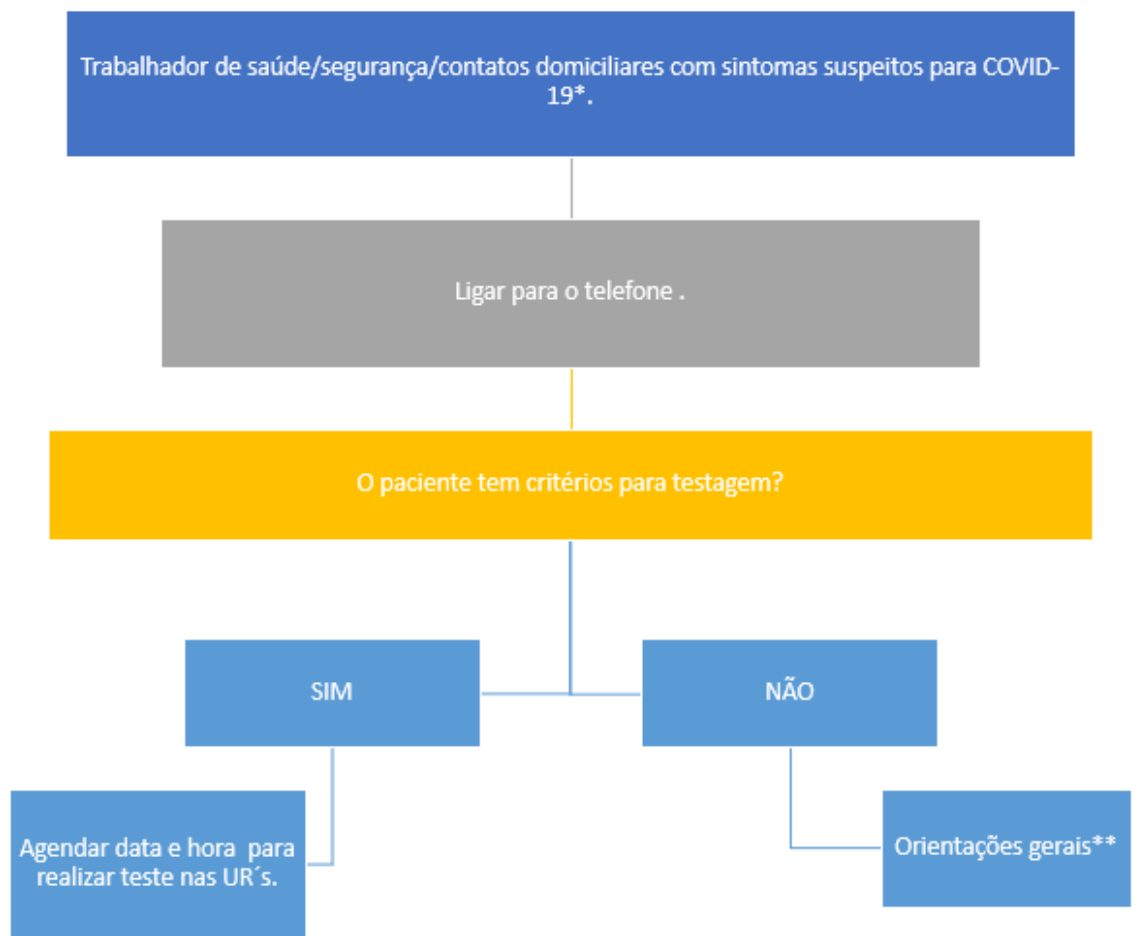 Trabalhador de saúde/segurança/contatos domiciliares com sintomas suspeitos para COVID-
19*.
Ligar para o telefone .
O paciente tem critérios para testagem?
SIM
NÃO
Agendar data e hora  para
realizar teste nas UR´s.
Orientações gerais**